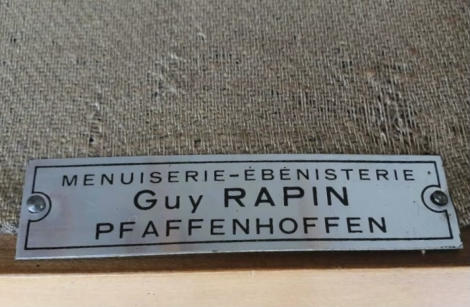 MENUISERIE-ÉBÉNISTERIE
Guy RAPIN
PFAFFENHOFFEN